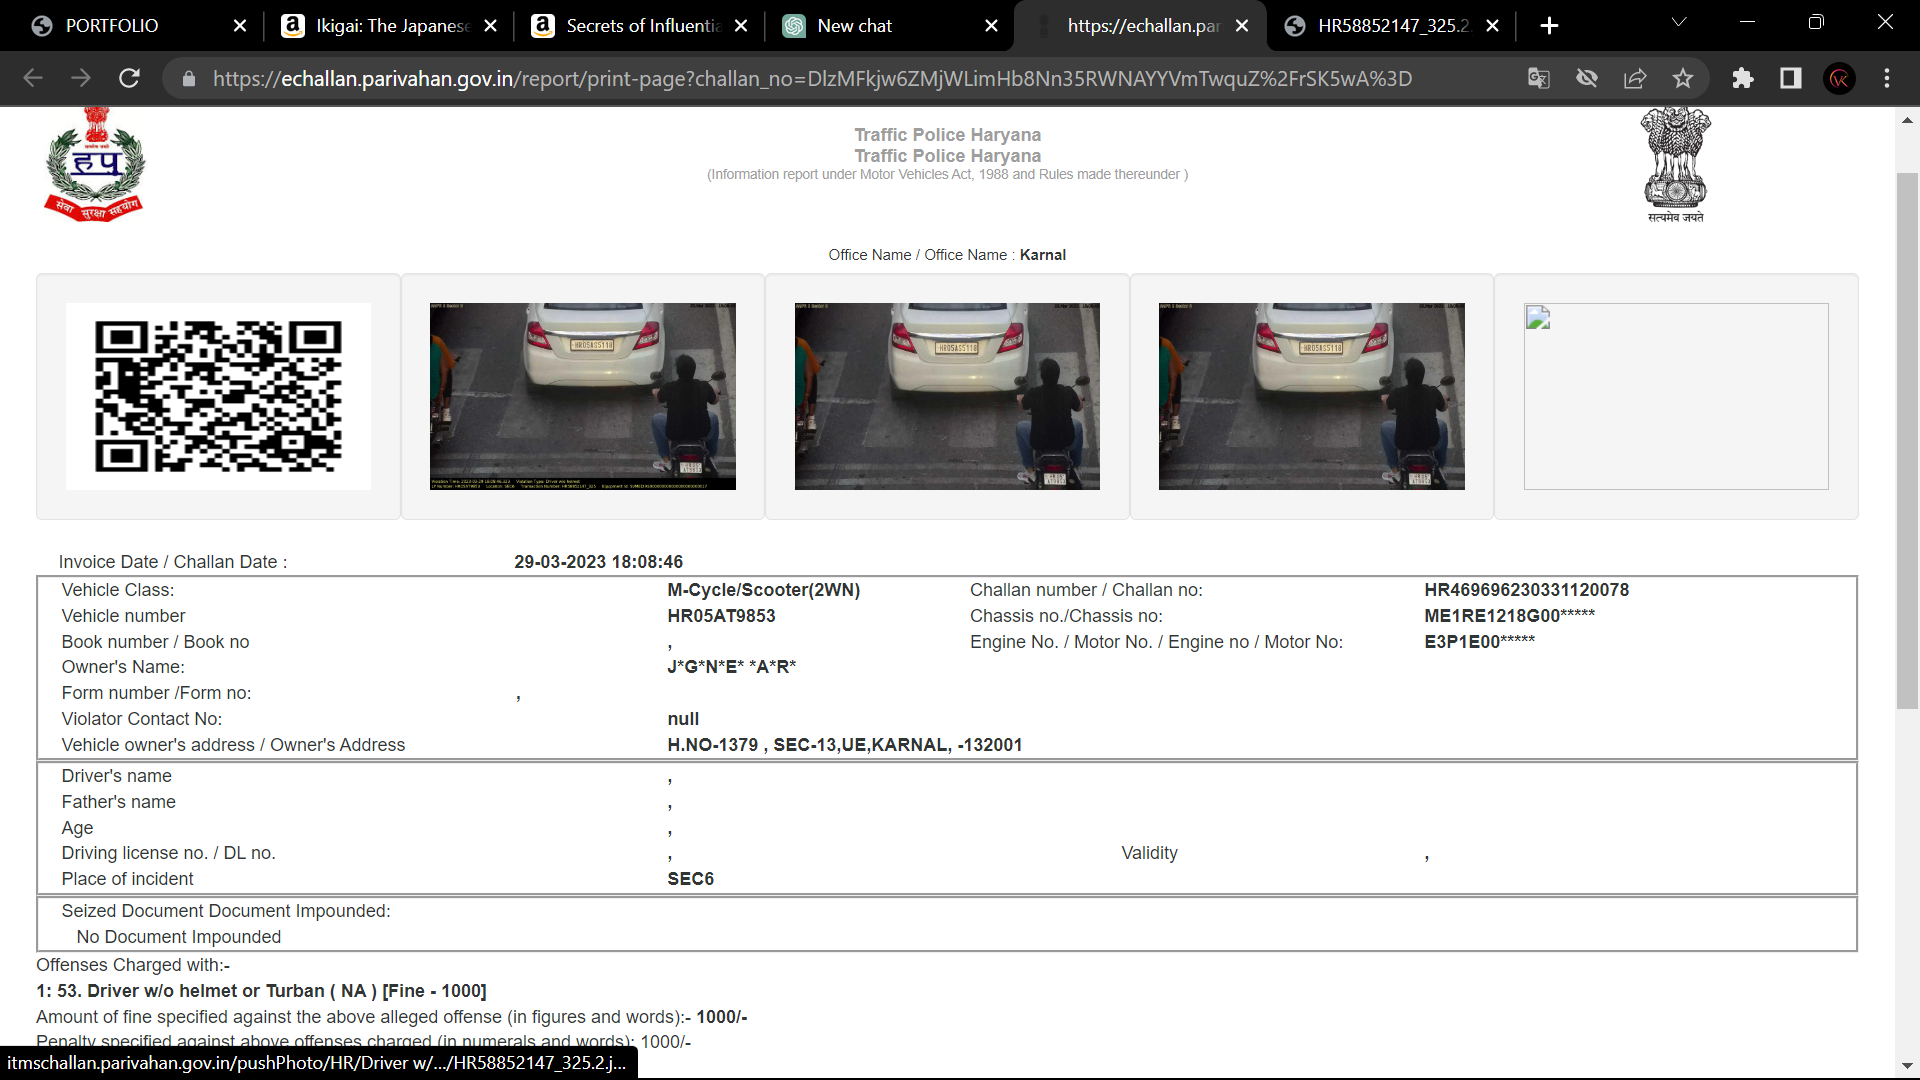 PORTFOLIO
Ikigai: The Japanese
Secrets of Influentia
New chat
https://echallan.par
HR58852147_325.2.
https://echallan.parivahan.gov.in/report/print-page?challan_no=DlzMFkjw6ZMjWLimHb8Nn35RWNAYYVmTwquZ%2FrSK5wA%3D
हपु
सेवा सुरक्षा सहयोग
Traffic Police Haryana
Traffic Police Haryana
(Information report under Motor Vehicles Act, 1988 and Rules made thereunder )
सत्यमेव जयते
Office Name / Office Name : Karnal
HR05AS5118
HR05AS5118
HR05AS5118
Invoice Date / Challan Date : 29-03-2023 18:08:46
Vehicle Class: M-Cycle/Scooter(2WN) Challan number / Challan no: HR469696230331120078
Vehicle number HR05AT9853 Chassis no./Chassis no: ME1RE1218G00*****
Book number / Book no , Engine No. / Motor No. / Engine no / Motor No: E3P1E00*****
Owner's Name: J*G*N*E* *A*R*
Form number /Form no: ,
Violator Contact No: null
Vehicle owner's address / Owner's Address H.NO-1379 , SEC-13,UE,KARNAL, -132001
Driver's name ,
Father's name ,
Age ,
Driving license no. / DL no. , Validity ,
Place of incident SEC6
Seized Document Document Impounded:
No Document Impounded
Offenses Charged with:-
1: 53. Driver w/o helmet or Turban ( NA ) [Fine - 1000]
Amount of fine specified against the above alleged offense (in figures and words):- 1000/-
Penalty specified against above offenses charged (in numerals and words): 1000/-
itmschallan.parivahan.gov.in/pushPhoto/HR/Driver w/.../HR58852147_325.2.j...